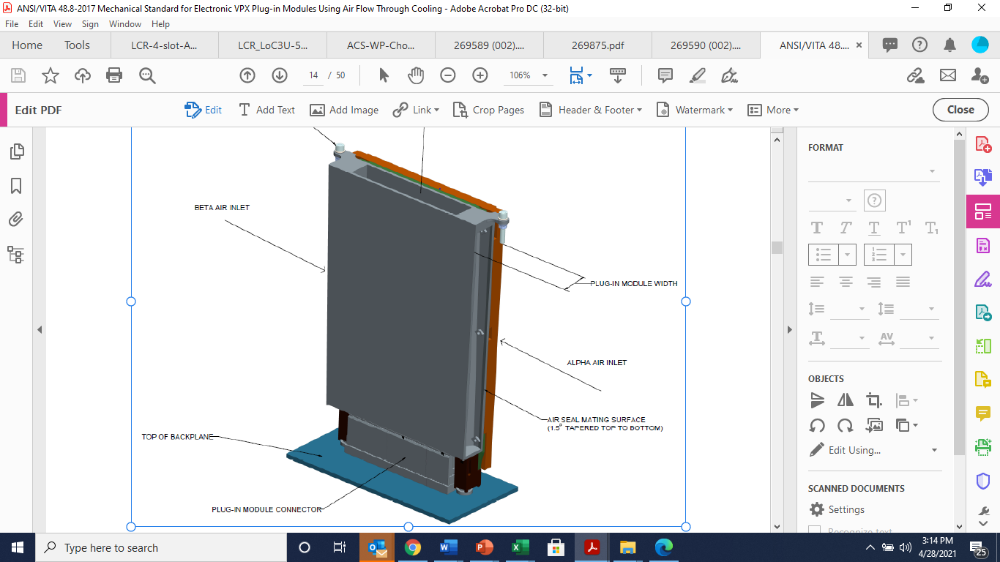 ANSI/VITA 48.8-2017 Mechanical Standard for Electronic VPX Plug-in Modules Using Air Flow Through Cooling - Adobe Acrobat Pro DC (32-bit)
File Edit View Sign Window Help
Home Tools LCR-4-slot-A... LCR_LoC3U-5... ACS-WP-Cho... 269589 (002).... 269875.pdf 269590 (002).... ANSI/VITA 48.... ×
14 / 50 106%
Edit PDF Edit Add Text Add Image Link Crop Pages Header & Footer Watermark More Close
FORMAT
BETA AIR INLET
PLUG-IN MODULE WIDTH
ALPHA AIR INLET
AIR SEAL MATING SURFACE
(1.5° TAPERED TOP TO BOTTOM)
TOP OF BACKPLANE
PLUG-IN MODULE CONNECTOR
OBJECTS
Edit Using...
SCANNED DOCUMENTS
Settings
Recognize text
Type here to search
3:14 PM
4/28/2021
25